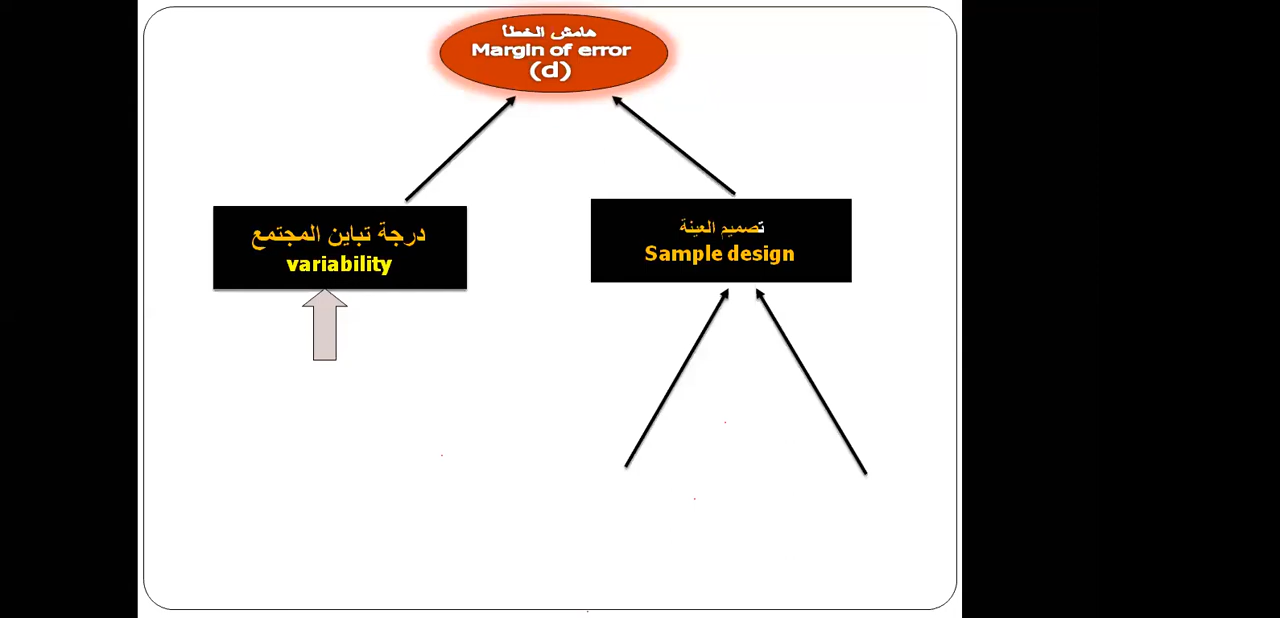 هامش الخطأ
Margin of error
(d)
درجة تباين المجتمع
variability
تصميم العينة
Sample design